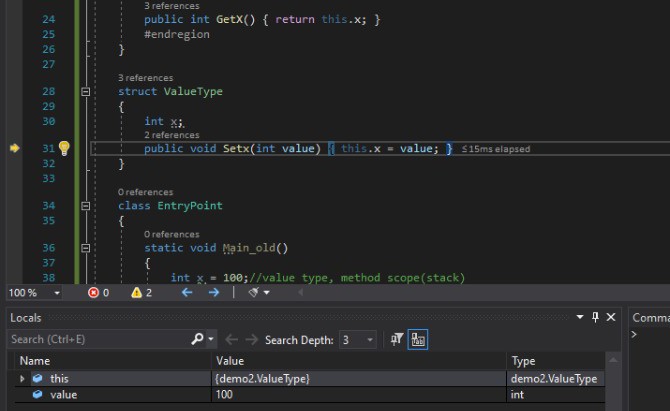 3 references
24 public int GetX() { return this.x; }
25 #endregion
26 }
27
3 references
28 struct ValueType
29 {
30 int x;
2 references
31 public void Setx(int value) { this.x = value; } ≤15ms elapsed
32 }
33
0 references
34 class EntryPoint
35 {
0 references
36 static void Main_old()
37 {
38 int x = 100;//value type, method scope(stack)
100 % 0 2
Locals Comma
Search (Ctrl+E) Search Depth: 3 >
Name Value Type
this {demo2.ValueType} demo2.ValueType
value 100 int